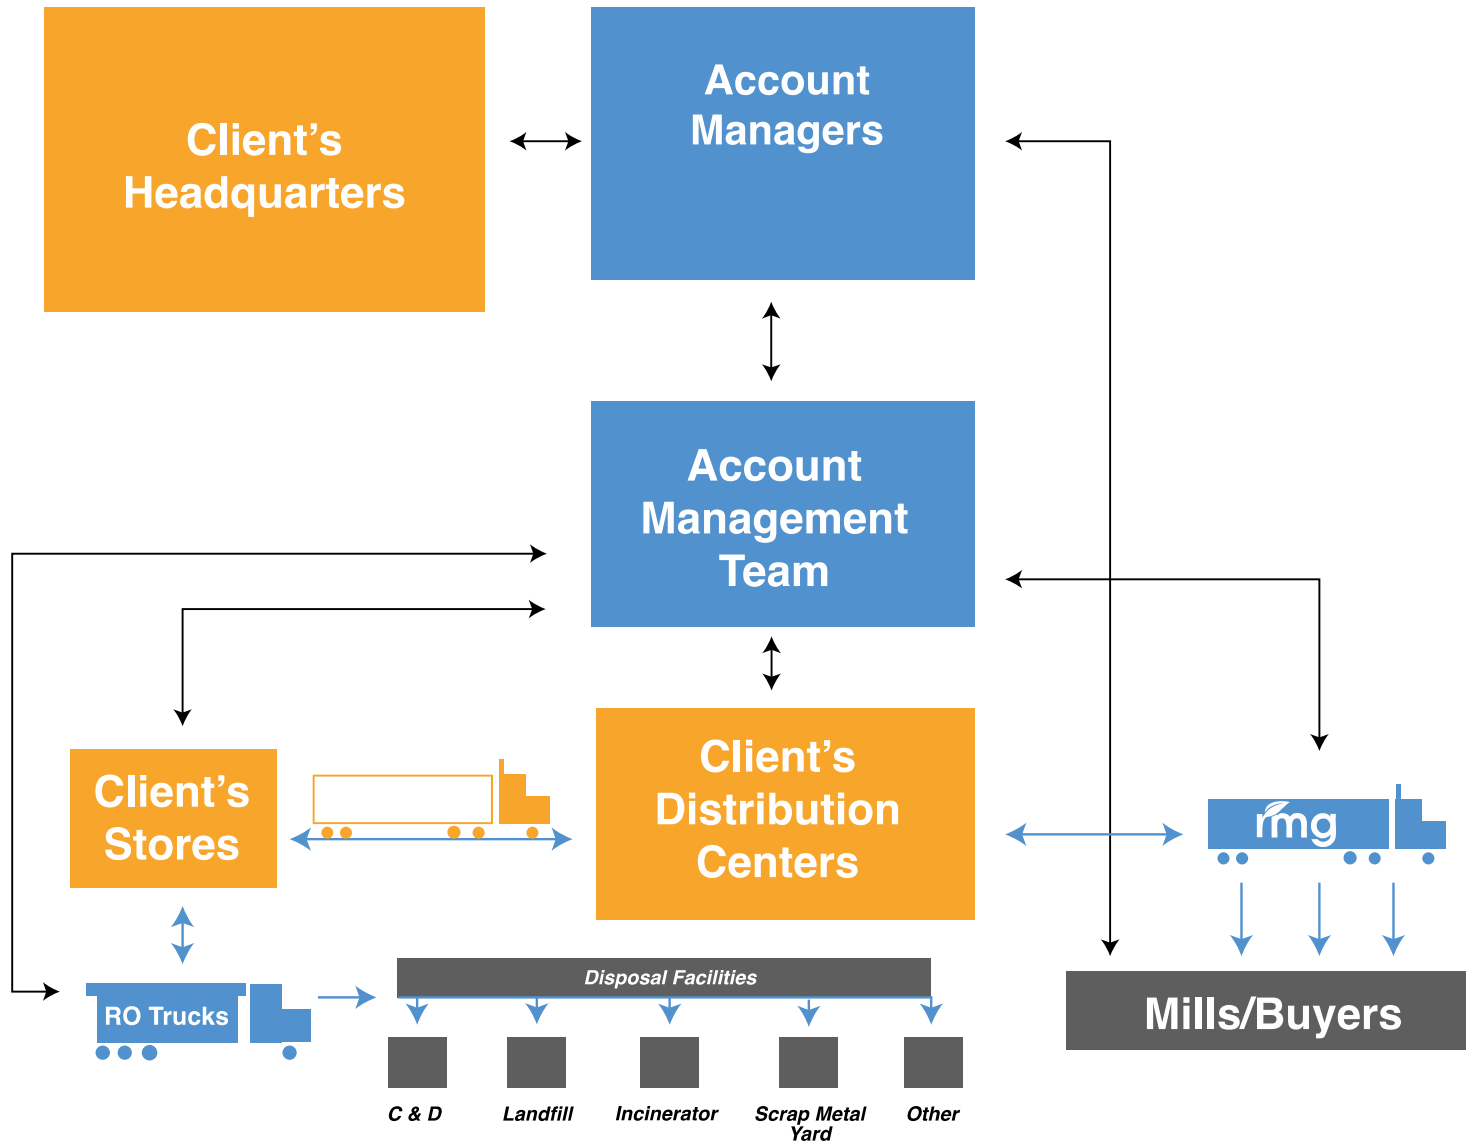 Client’s
Headquarters
Account
Managers
Account
Management
Team
Client’s
Stores
Client’s
Distribution
Centers
rmg
RO Trucks
Disposal Facilities
Mills/Buyers
C & D
Landfill
Incinerator
Scrap Metal
Yard
Other